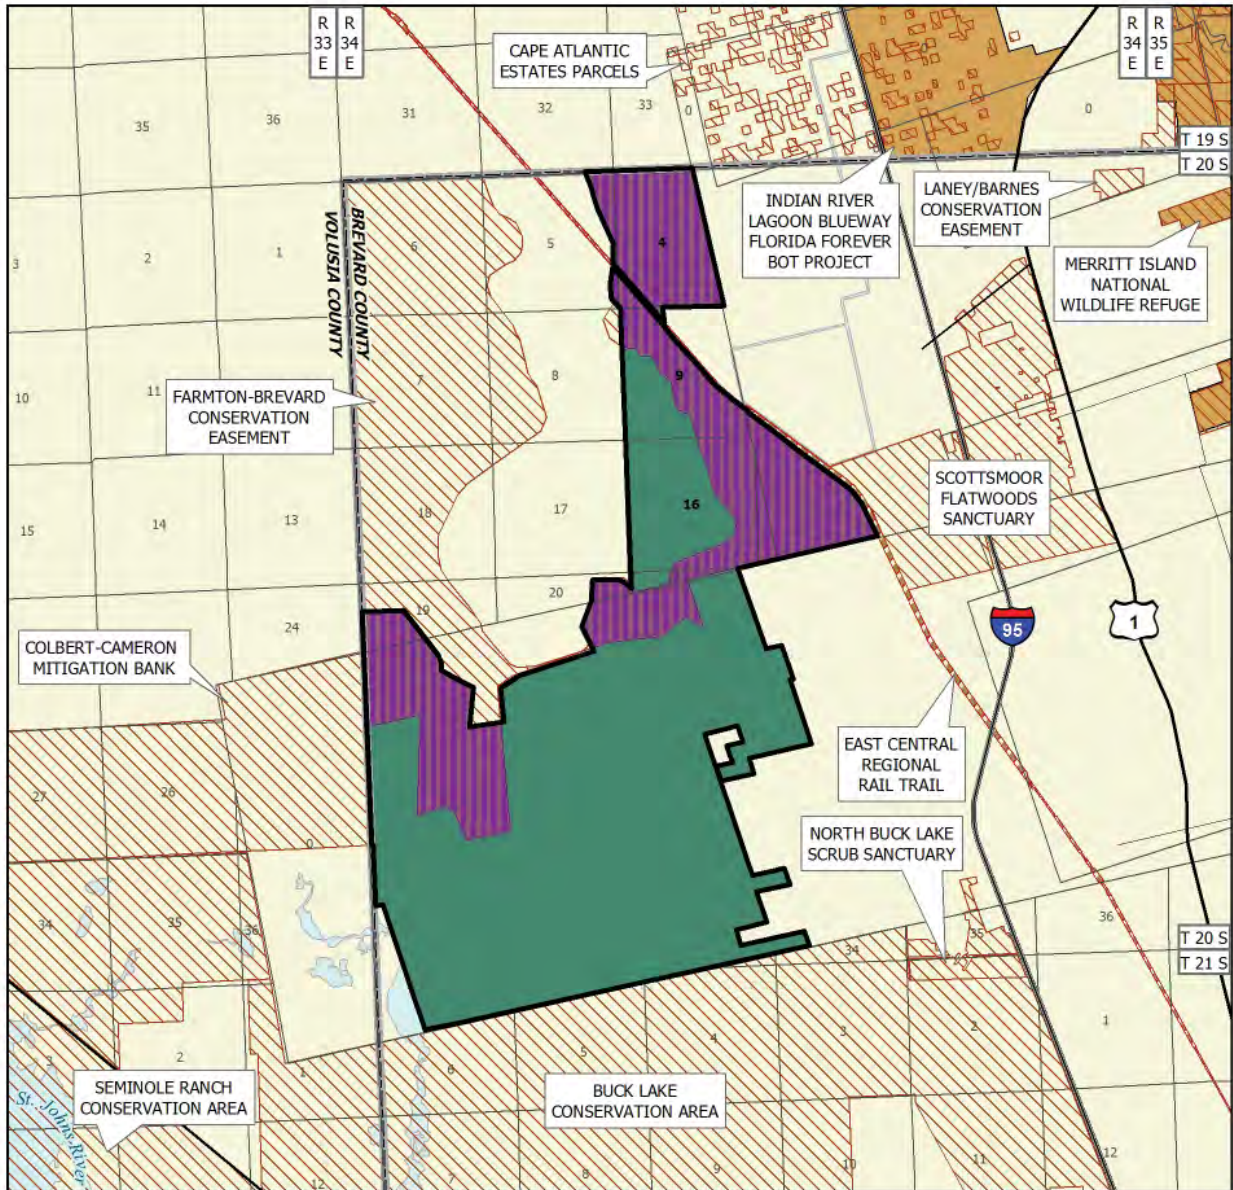 R
33
E
R
34
E
R
34
E
R
35
E
CAPE ATLANTIC
ESTATES PARCELS
31
32
33
0
0
0
35
36
T 19 S
T 20 S
INDIAN RIVER
LAGOON BLUEWAY
FLORIDA FOREVER
BOT PROJECT
LANEY/BARNES
CONSERVATION
EASEMENT
MERRITT ISLAND
NATIONAL
WILDLIFE REFUGE
BREVARD COUNTY
VOLUSIA COUNTY
3
2
1
6
5
4
10
11
7
8
9
FARMTON-BREVARD
CONSERVATION
EASEMENT
15
14
13
18
17
16
SCOTTSMOOR
FLATWOODS
SANCTUARY
24
19
20
95
1
COLBERT-CAMERON
MITIGATION BANK
EAST CENTRAL
REGIONAL
RAIL TRAIL
27
26
0
NORTH BUCK LAKE
SCRUB SANCTUARY
34
35
36
34
35
36
T 20 S
T 21 S
3
2
1
6
5
4
3
2
1
SEMINOLE RANCH
CONSERVATION AREA
BUCK LAKE
CONSERVATION AREA
St. Johns River
12
7
8
9
10
11
12